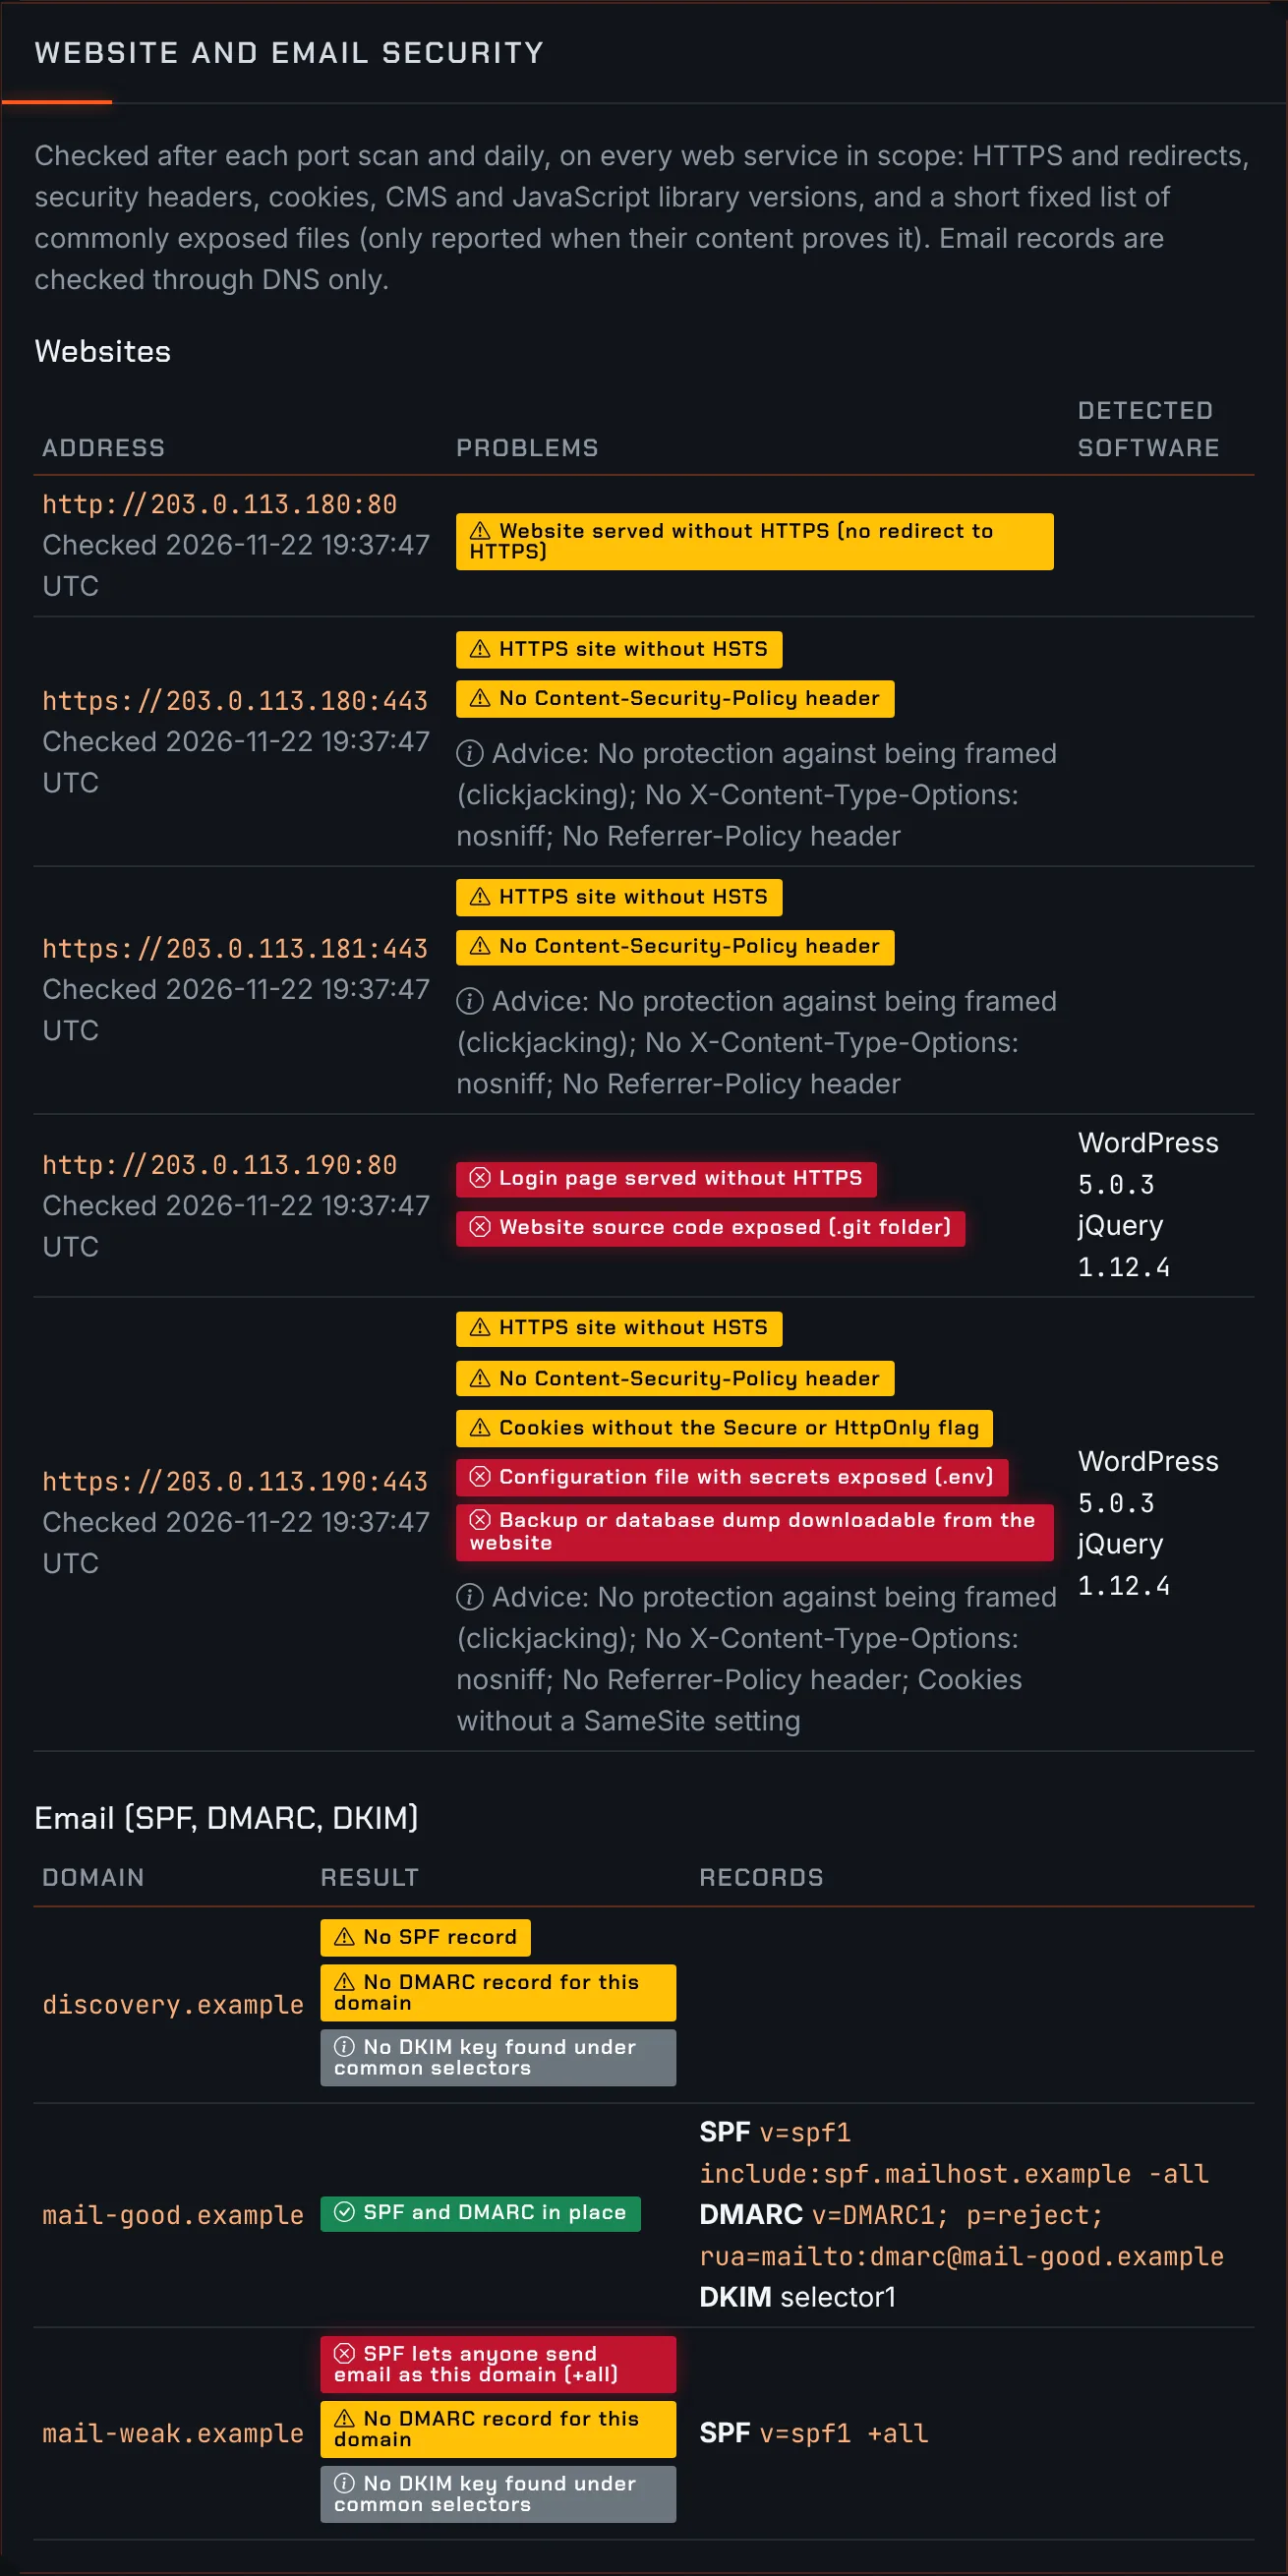 WEBSITE AND EMAIL SECURITY
Checked after each port scan and daily, on every web service in scope: HTTPS and redirects,
security headers, cookies, CMS and JavaScript library versions, and a short fixed list of
commonly exposed files (only reported when their content proves it). Email records are
checked through DNS only.
Websites
ADDRESS
PROBLEMS
DETECTED
SOFTWARE
http://203.0.113.180:80
Checked 2026-11-22 19:37:47
UTC
Website served without HTTPS (no redirect to
HTTPS)
https://203.0.113.180:443
Checked 2026-11-22 19:37:47
UTC
HTTPS site without HSTS
No Content-Security-Policy header
Advice: No protection against being framed
(clickjacking); No X-Content-Type-Options:
nosniff; No Referrer-Policy header
https://203.0.113.181:443
Checked 2026-11-22 19:37:47
UTC
HTTPS site without HSTS
No Content-Security-Policy header
Advice: No protection against being framed
(clickjacking); No X-Content-Type-Options:
nosniff; No Referrer-Policy header
http://203.0.113.190:80
Checked 2026-11-22 19:37:47
UTC
Login page served without HTTPS
Website source code exposed (.git folder)
WordPress
5.0.3
jQuery
1.12.4
https://203.0.113.190:443
Checked 2026-11-22 19:37:47
UTC
HTTPS site without HSTS
No Content-Security-Policy header
Cookies without the Secure or HttpOnly flag
Configuration file with secrets exposed (.env)
Backup or database dump downloadable from the
website
Advice: No protection against being framed
(clickjacking); No X-Content-Type-Options:
nosniff; No Referrer-Policy header; Cookies
without a SameSite setting
WordPress
5.0.3
jQuery
1.12.4
Email (SPF, DMARC, DKIM)
DOMAIN
RESULT
RECORDS
discovery.example
No SPF record
No DMARC record for this
domain
No DKIM key found under
common selectors
mail-good.example
SPF and DMARC in place
SPF v=spf1
include:spf.mailhost.example -all
DMARC v=DMARC1; p=reject;
rua=mailto:dmarc@mail-good.example
DKIM selector1
mail-weak.example
SPF lets anyone send
email as this domain (+all)
No DMARC record for this
domain
No DKIM key found under
common selectors
SPF v=spf1 +all